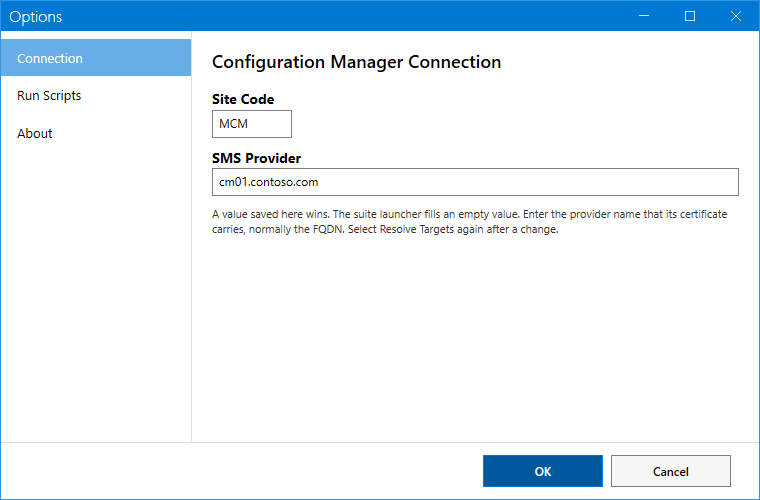 Options
Connection
Run Scripts
About
Configuration Manager Connection
Site Code
MCM
SMS Provider
cm01.contoso.com
A value saved here wins. The suite launcher fills an empty value. Enter the provider name that its certificate
carries, normally the FQDN. Select Resolve Targets again after a change.
OK
Cancel